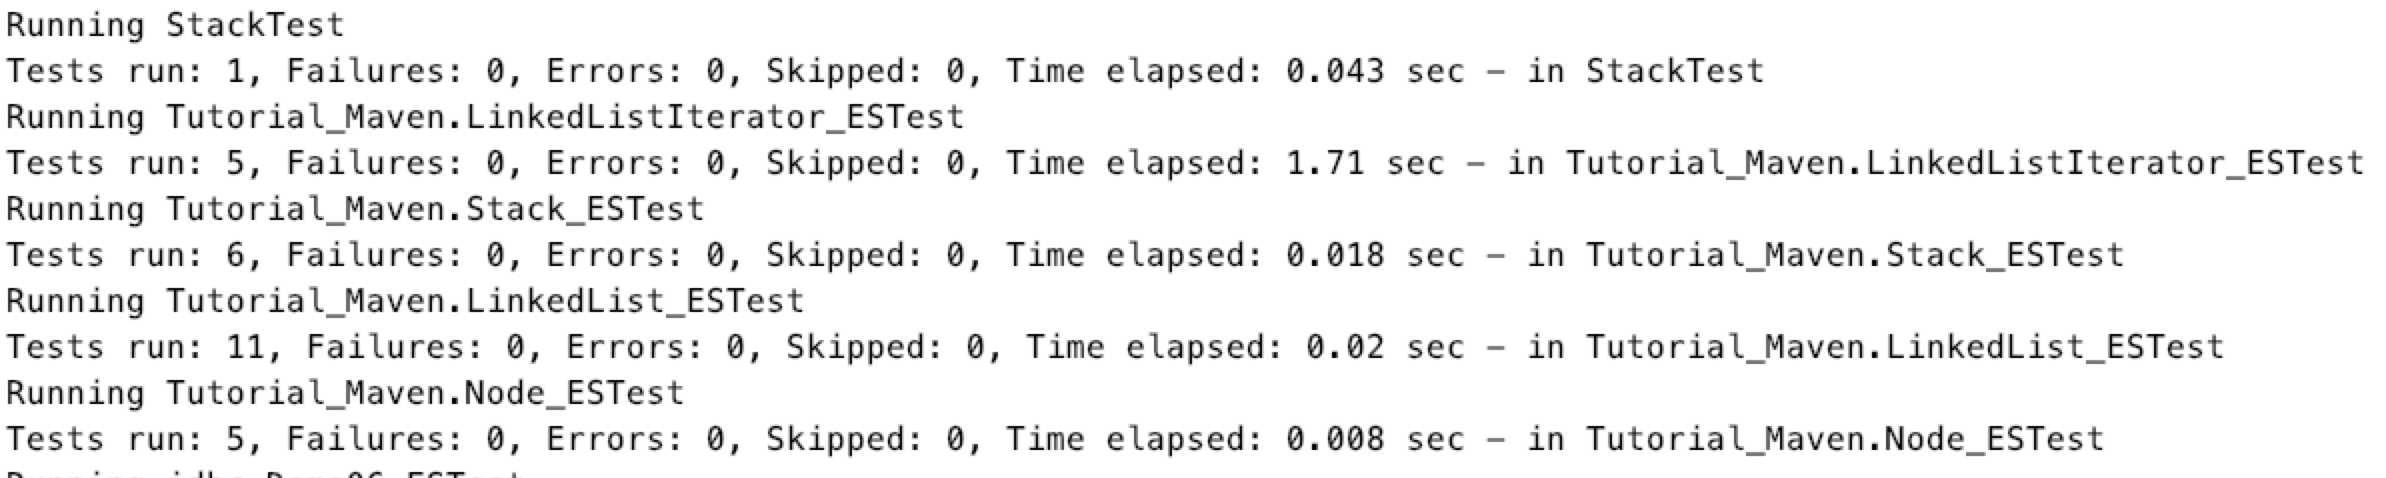 Running StackTest
Tests run: 1, Failures: 0, Errors: 0, Skipped: 0, Time elapsed: 0.043 sec – in StackTest
Running Tutorial_Maven.LinkedListIterator_ESTest
Tests run: 5, Failures: 0, Errors: 0, Skipped: 0, Time elapsed: 1.71 sec – in Tutorial_Maven.LinkedListIterator_ESTest
Running Tutorial_Maven.Stack_ESTest
Tests run: 6, Failures: 0, Errors: 0, Skipped: 0, Time elapsed: 0.018 sec – in Tutorial_Maven.Stack_ESTest
Running Tutorial_Maven.LinkedList_ESTest
Tests run: 11, Failures: 0, Errors: 0, Skipped: 0, Time elapsed: 0.02 sec – in Tutorial_Maven.LinkedList_ESTest
Running Tutorial_Maven.Node_ESTest
Tests run: 5, Failures: 0, Errors: 0, Skipped: 0, Time elapsed: 0.008 sec – in Tutorial_Maven.Node_ESTest
Running